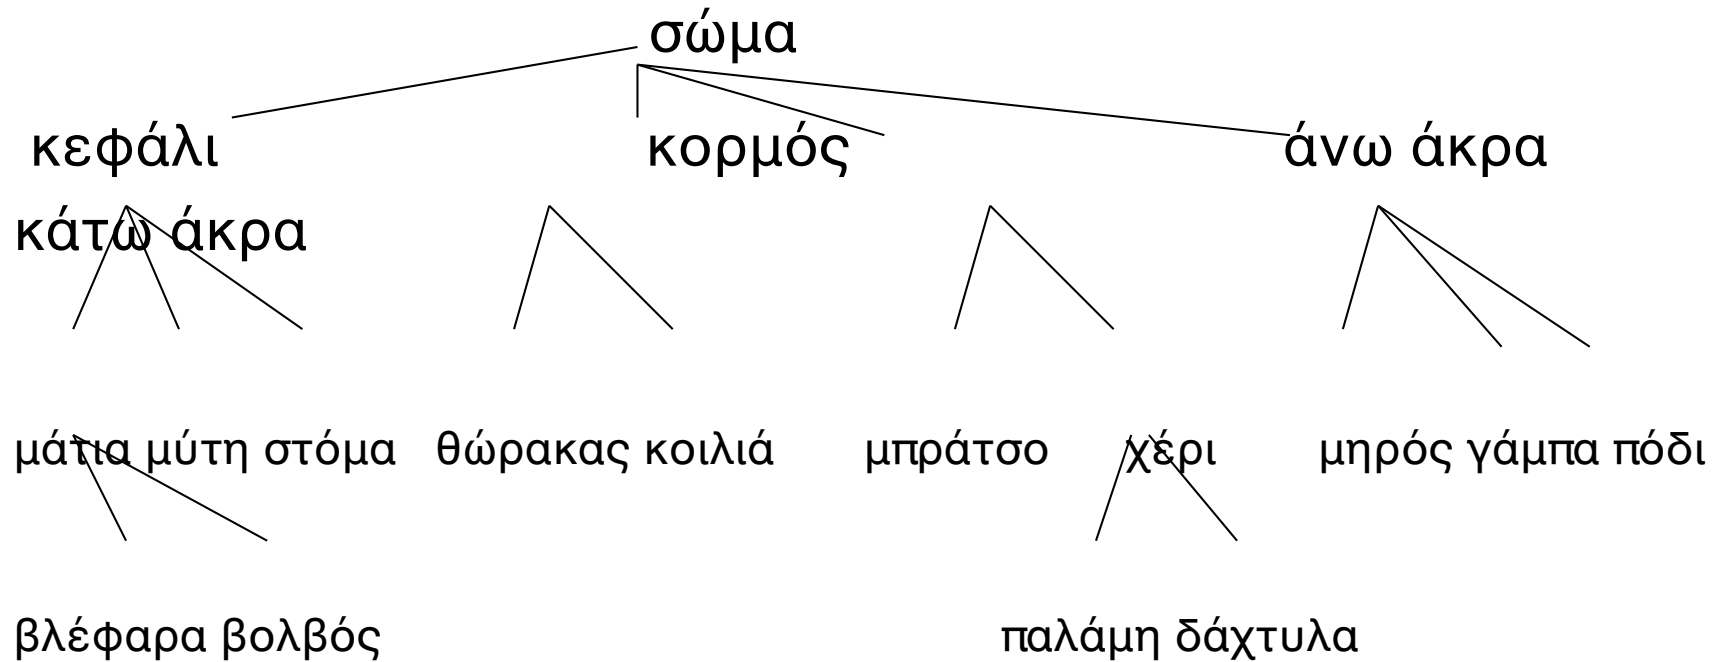 σώμα
κεφάλι κορμός άνω άκρα
κάτω άκρα
μάτια μύτη στόμα θώρακας κοιλιά μπράτσο χέρι μηρός γάμπα πόδι
βλέφαρα βολβός παλάμη δάχτυλα